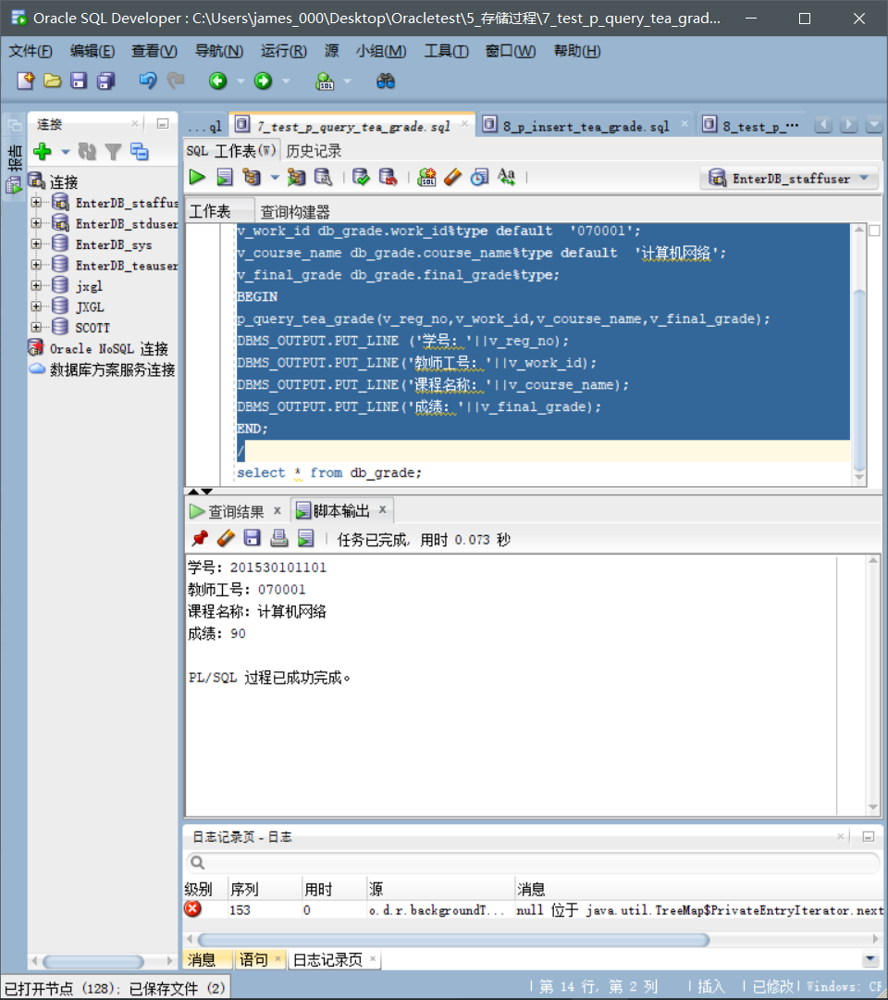 Oracle SQL Developer : C:\Users\james_000\Desktop\Oracletest\5_存储过程\7_test_p_query_tea_grad...
文件(F) 编辑(E) 查看(V) 导航(N) 运行(R) 源 小组(M) 工具(T) 窗口(W) 帮助(H)
报告
连接
连接
EnterDB_staffus
EnterDB_stduser
EnterDB_sys
EnterDB_teauser
jxgl
JXGL
SCOTT
Oracle NoSQL 连接
数据库方案服务连接
...ql 7_test_p_query_tea_grade.sql 8_p_insert_tea_grade.sql 8_test_p_...
SQL 工作表(W) 历史记录
EnterDB_staffuser
工作表 查询构建器
v_work_id db_grade.work_id%type default '070001';
v_course_name db_grade.course_name%type default '计算机网络';
v_final_grade db_grade.final_grade%type;
BEGIN
p_query_tea_grade(v_reg_no,v_work_id,v_course_name,v_final_grade);
DBMS_OUTPUT.PUT_LINE ('学号：'||v_reg_no);
DBMS_OUTPUT.PUT_LINE('教师工号：'||v_work_id);
DBMS_OUTPUT.PUT_LINE('课程名称：'||v_course_name);
DBMS_OUTPUT.PUT_LINE('成绩：'||v_final_grade);
END;
/
select * from db_grade;
查询结果 x 脚本输出 x
任务已完成, 用时 0.073 秒
学号：201530101101
教师工号：070001
课程名称：计算机网络
成绩：90
PL/SQL 过程已成功完成。
日志记录页 - 日志
级别 序列 用时 源 消息
153 0 o.d.r.backgroundT... null 位于 java.util.TreeMap$PrivateEntryIterator.next
消息 语句 日志记录页
已打开节点 (128); 已保存文件 (2) 第 14 行, 第 2 列 插入 已修改 Windows: CF